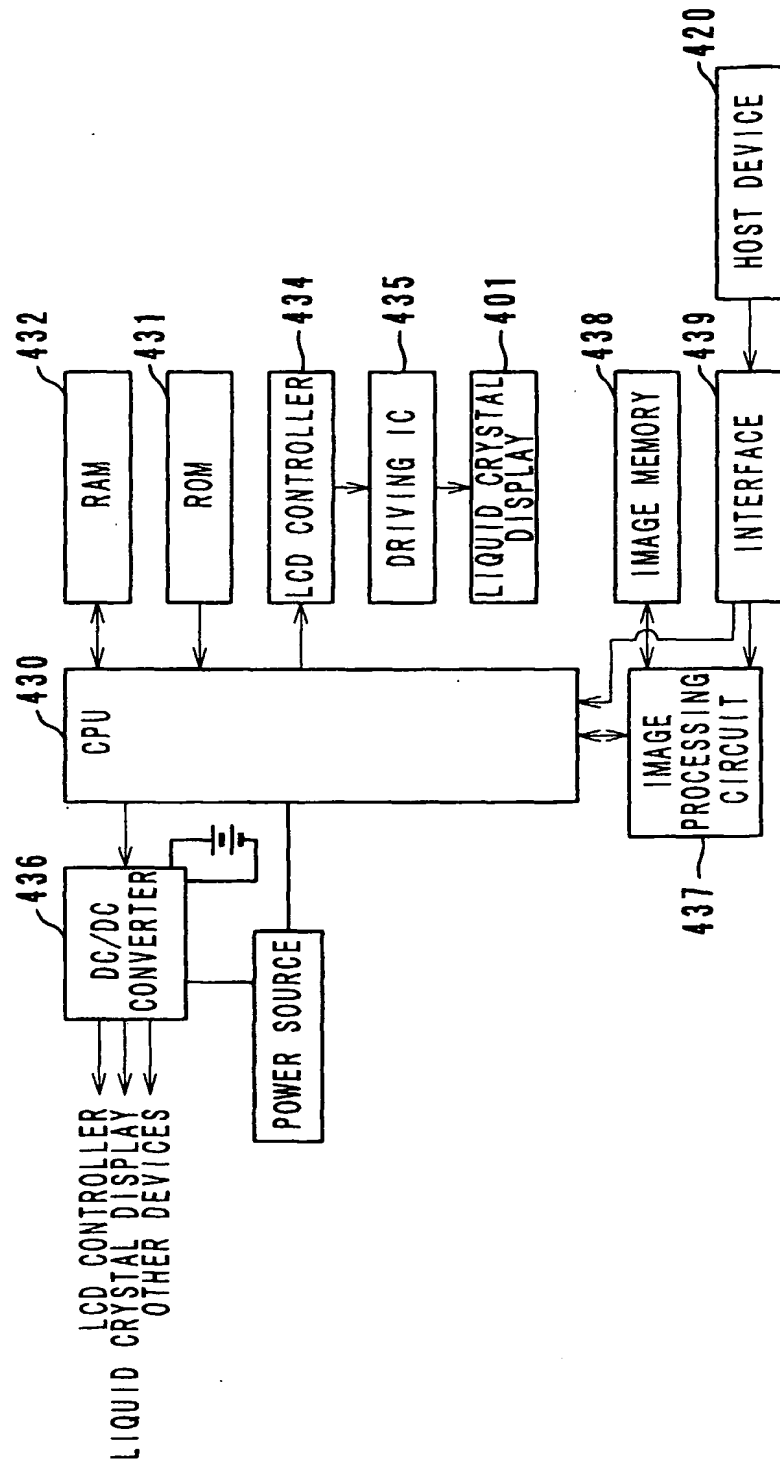 LCD CONTROLLER
LIQUID CRYSTAL DISPLAY
OTHER DEVICES
436
DC/DC
CONVERTER
POWER SOURCE
430
CPU
437
IMAGE
PROCESSING
CIRCUIT
432
RAM
431
ROM
434
LCD CONTROLLER
435
DRIVING IC
401
LIQUID CRYSTAL
DISPLAY
438
IMAGE MEMORY
439
INTERFACE
420
HOST DEVICE